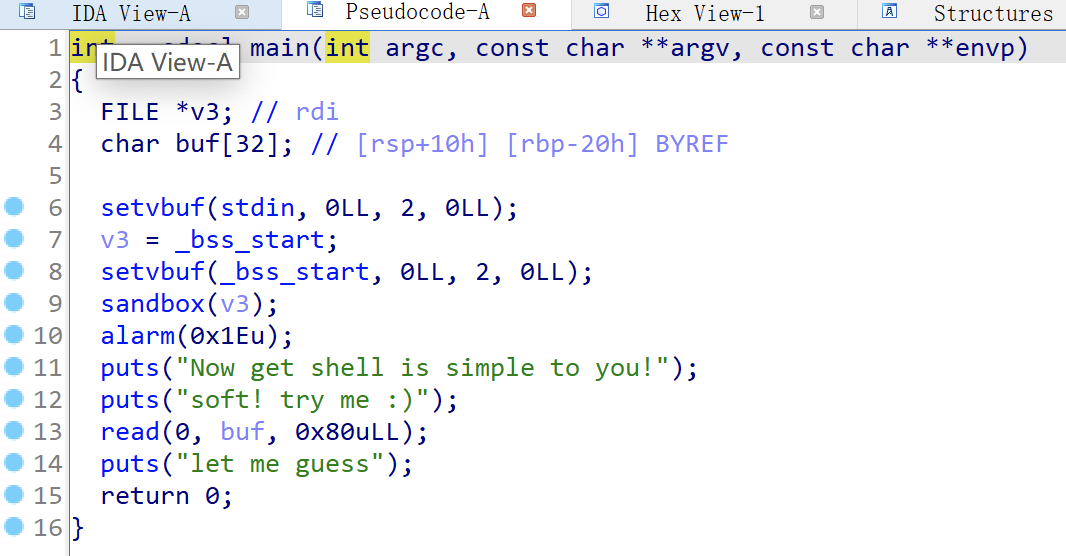 IDA View-A Pseudocode-A Hex View-1 Structures
1 int main(int argc, const char **argv, const char **envp)
IDA View-A
2 {
3 FILE *v3; // rdi
4 char buf[32]; // [rsp+10h] [rbp-20h] BYREF
5
6 setvbuf(stdin, 0LL, 2, 0LL);
7 v3 = _bss_start;
8 setvbuf(_bss_start, 0LL, 2, 0LL);
9 sandbox(v3);
10 alarm(0x1Eu);
11 puts("Now get shell is simple to you!");
12 puts("soft! try me :)");
13 read(0, buf, 0x80uLL);
14 puts("let me guess");
15 return 0;
16 }